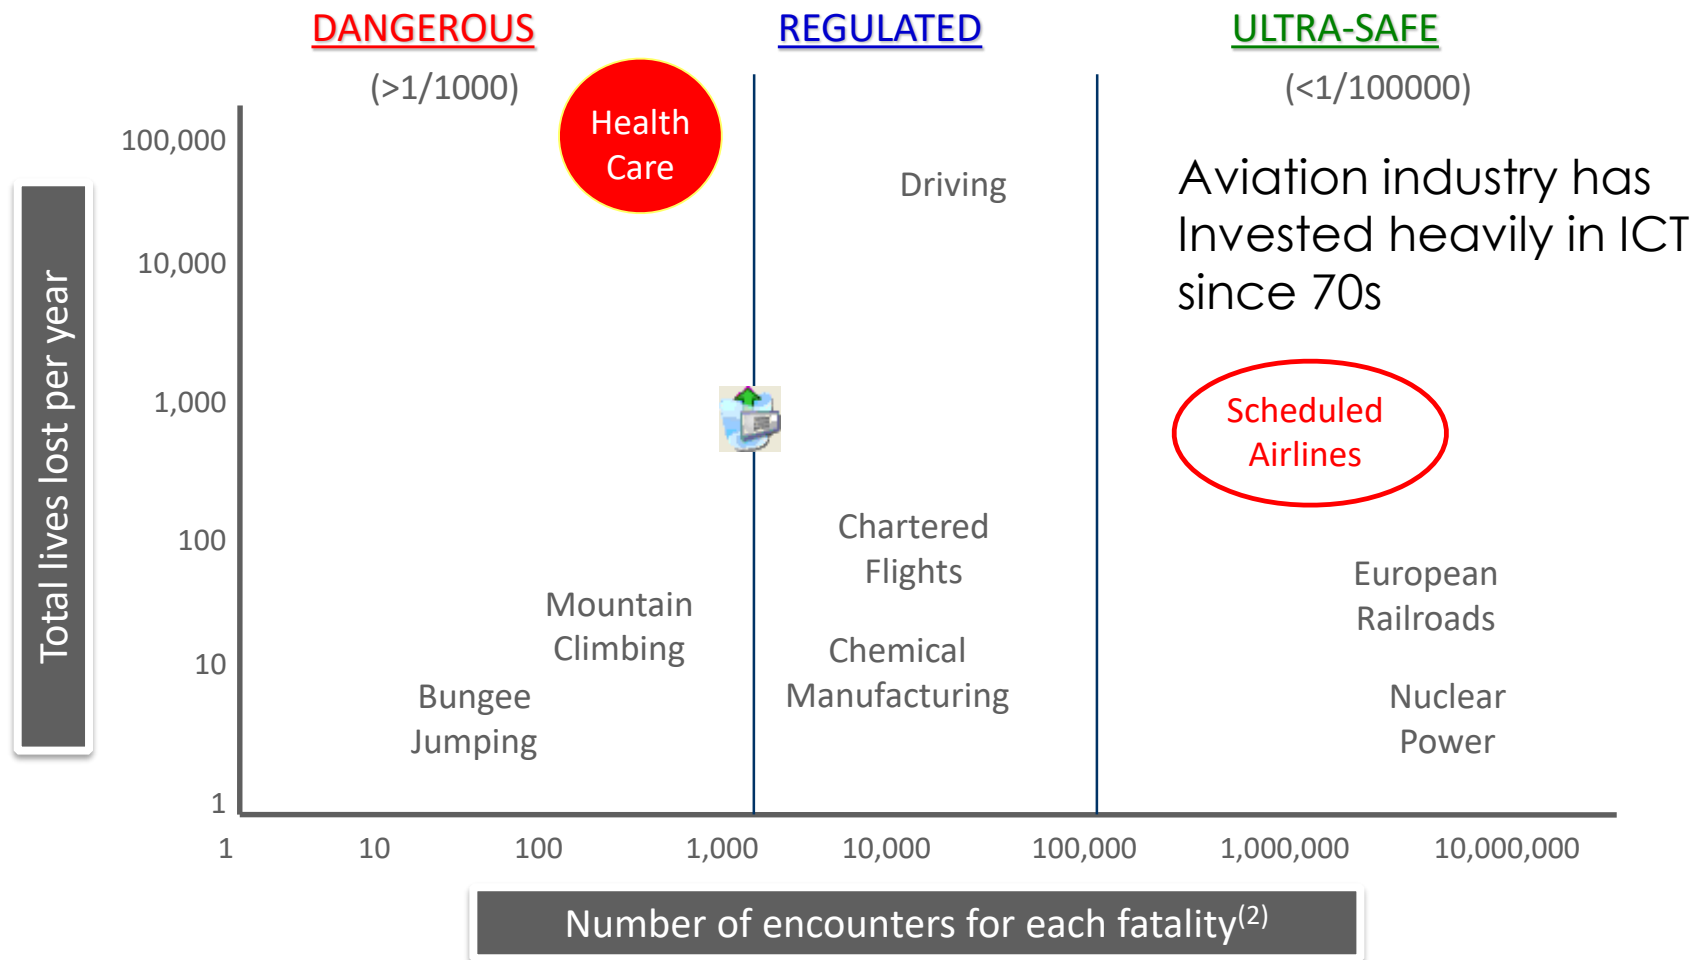 DANGEROUS
REGULATED
ULTRA-SAFE
(>1/1000)
(<1/100000)
Health
Care
Driving
Aviation industry has
Invested heavily in ICT
since 70s
Scheduled
Airlines
Chartered
Flights
European
Railroads
Mountain
Climbing
Chemical
Manufacturing
Bungee
Jumping
Nuclear
Power
Total lives lost per year
100,000
10,000
1,000
100
10
1
1
10
100
1,000
10,000
100,000
1,000,000
10,000,000
Number of encounters for each fatality(2)